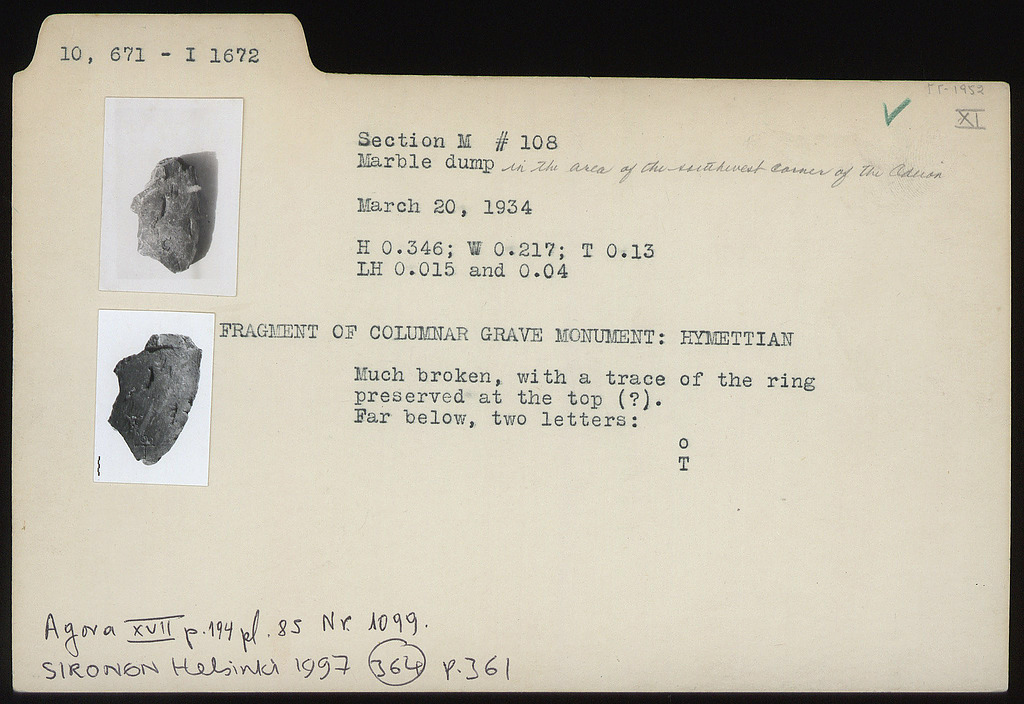 10, 671 - I 1672
ΓΓ-1952
XI
Section M # 108
Marble dump in the area of the southwest corner of the Odeion
March 20, 1934
H 0.346; W 0.217; T 0.13
LH 0.015 and 0.04
FRAGMENT OF COLUMNAR GRAVE MONUMENT: HYMETTIAN
Much broken, with a trace of the ring
preserved at the top (?).
Far below, two letters:
o
T
Agora XVII p.194 pl. 85 Nr. 1099.
SIRONEN Helsinki 1997 364 p.361